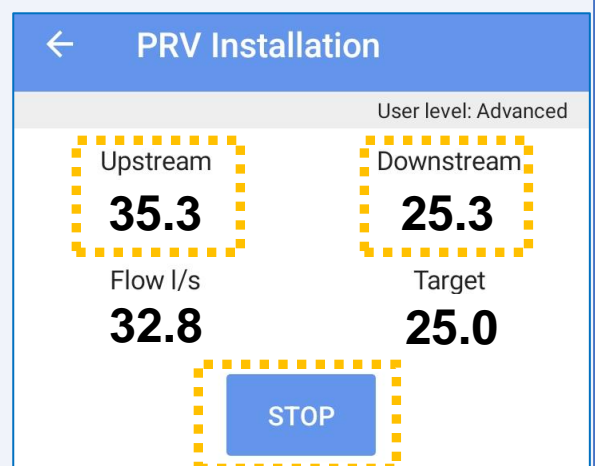 PRV Installation
User level: Advanced
Upstream Downstream
35.3 25.3
Flow l/s Target
32.8 25.0
STOP